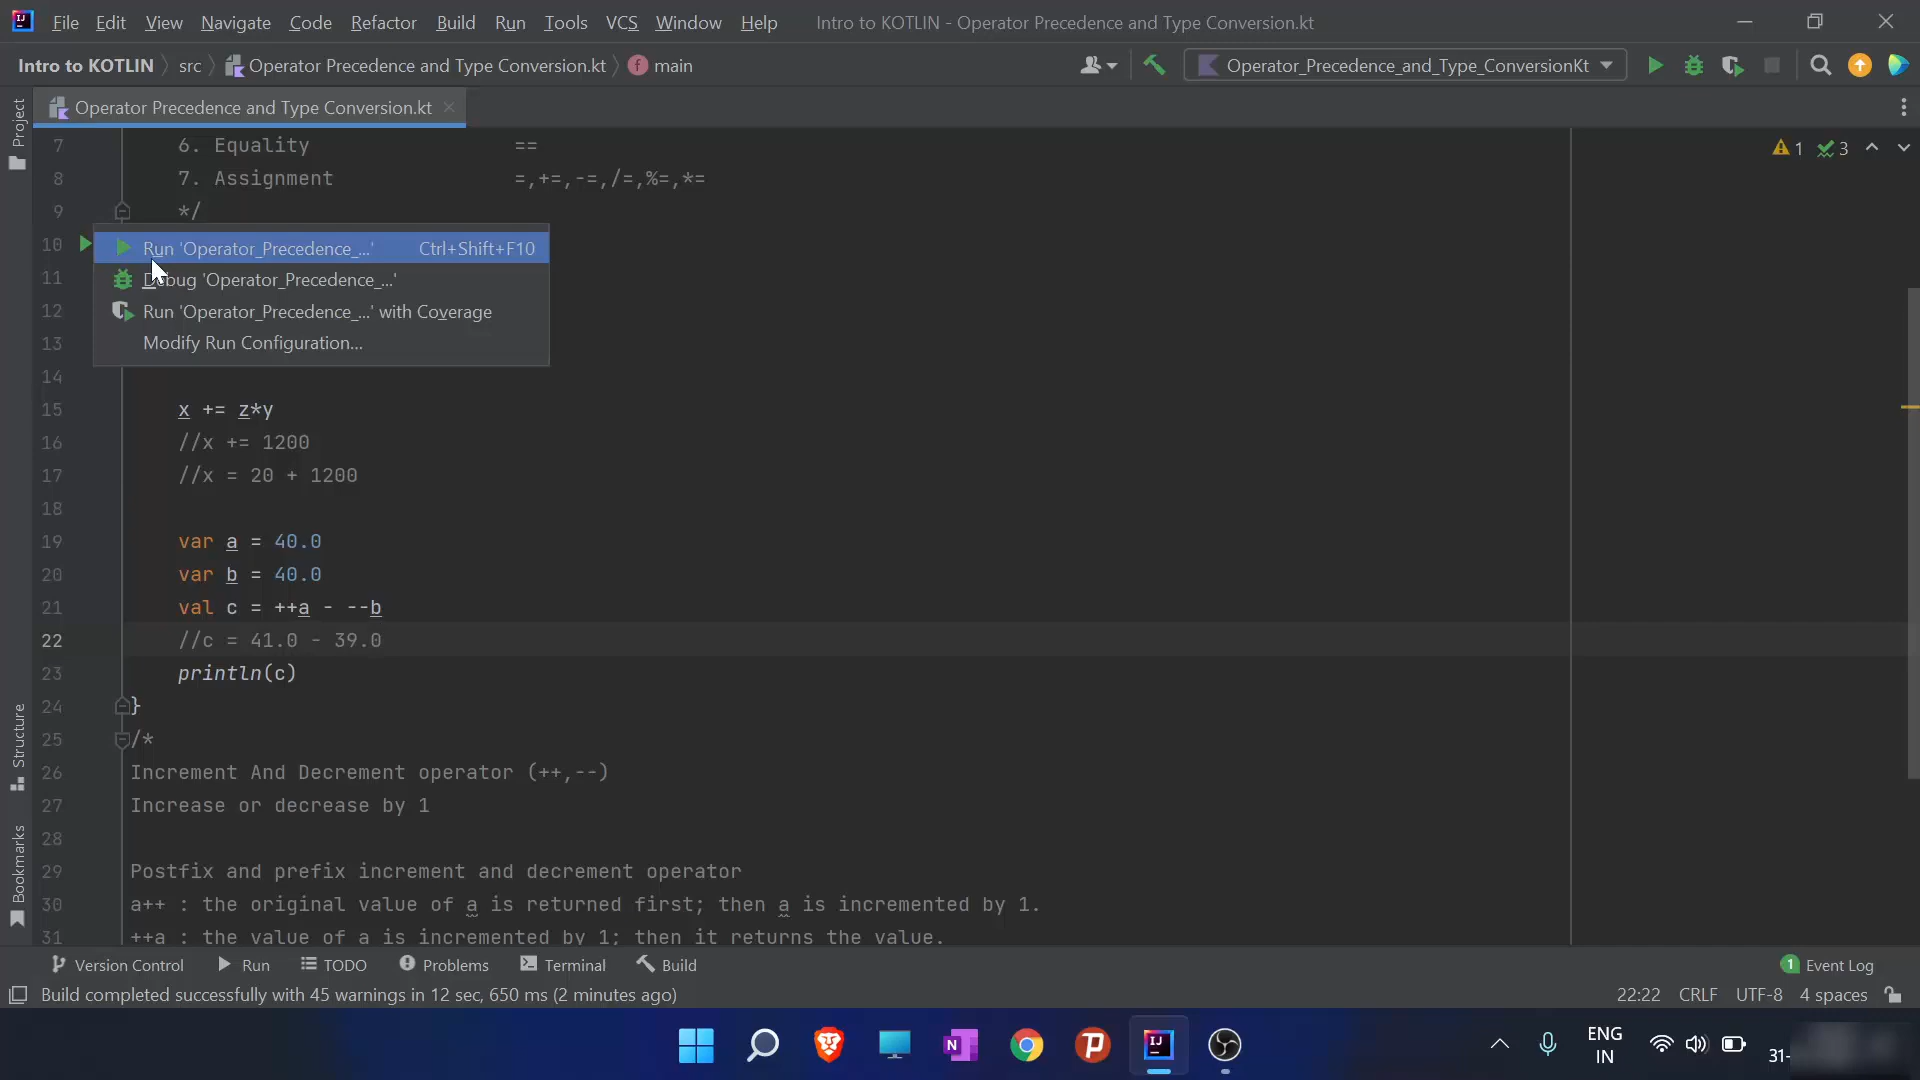 File Edit View Navigate Code Refactor Build Run Tools VCS Window Help Intro to KOTLIN - Operator Precedence and Type Conversion.kt
Intro to KOTLIN src Operator Precedence and Type Conversion.kt f main Operator_Precedence_and_Type_ConversionKt
Operator Precedence and Type Conversion.kt
Project
7 6. Equality ==
1 3
8 7. Assignment =,+=,-=,/=,%=,*=
9 */
10 Run 'Operator_Precedence_...' Ctrl+Shift+F10
11 Debug 'Operator_Precedence_...'
12 Run 'Operator_Precedence_...' with Coverage
13 Modify Run Configuration...
14
15 x += z*y
16 //x += 1200
17 //x = 20 + 1200
18
19 var a = 40.0
20 var b = 40.0
21 val c = ++a - --b
22 //c = 41.0 - 39.0
23 println(c)
24 }
25 /*
Structure
26 Increment And Decrement operator (++,--)
27 Increase or decrease by 1
28
29 Postfix and prefix increment and decrement operator
Bookmarks
30 a++ : the original value of a is returned first; then a is incremented by 1.
31 ++a : the value of a is incremented by 1; then it returns the value.
Version Control Run TODO Problems Terminal Build 1 Event Log
Build completed successfully with 45 warnings in 12 sec, 650 ms (2 minutes ago) 22:22 CRLF UTF-8 4 spaces
ENG
IN
31-